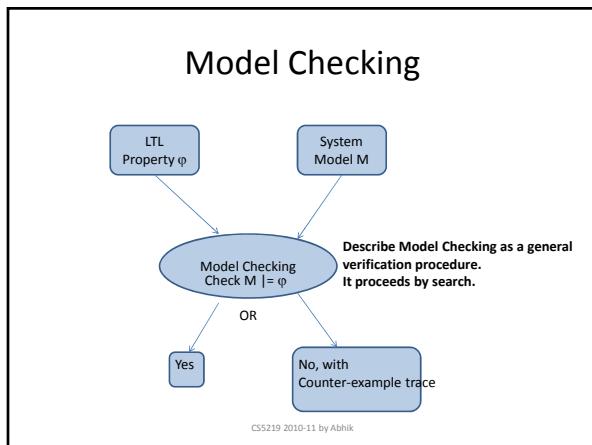 Model Checking
LTL
Property φ
System
Model M
Model Checking
Check M |= φ
Describe Model Checking as a general
verification procedure.
It proceeds by search.
OR
Yes
No, with
Counter-example trace
CS5219 2010-11 by Abhik